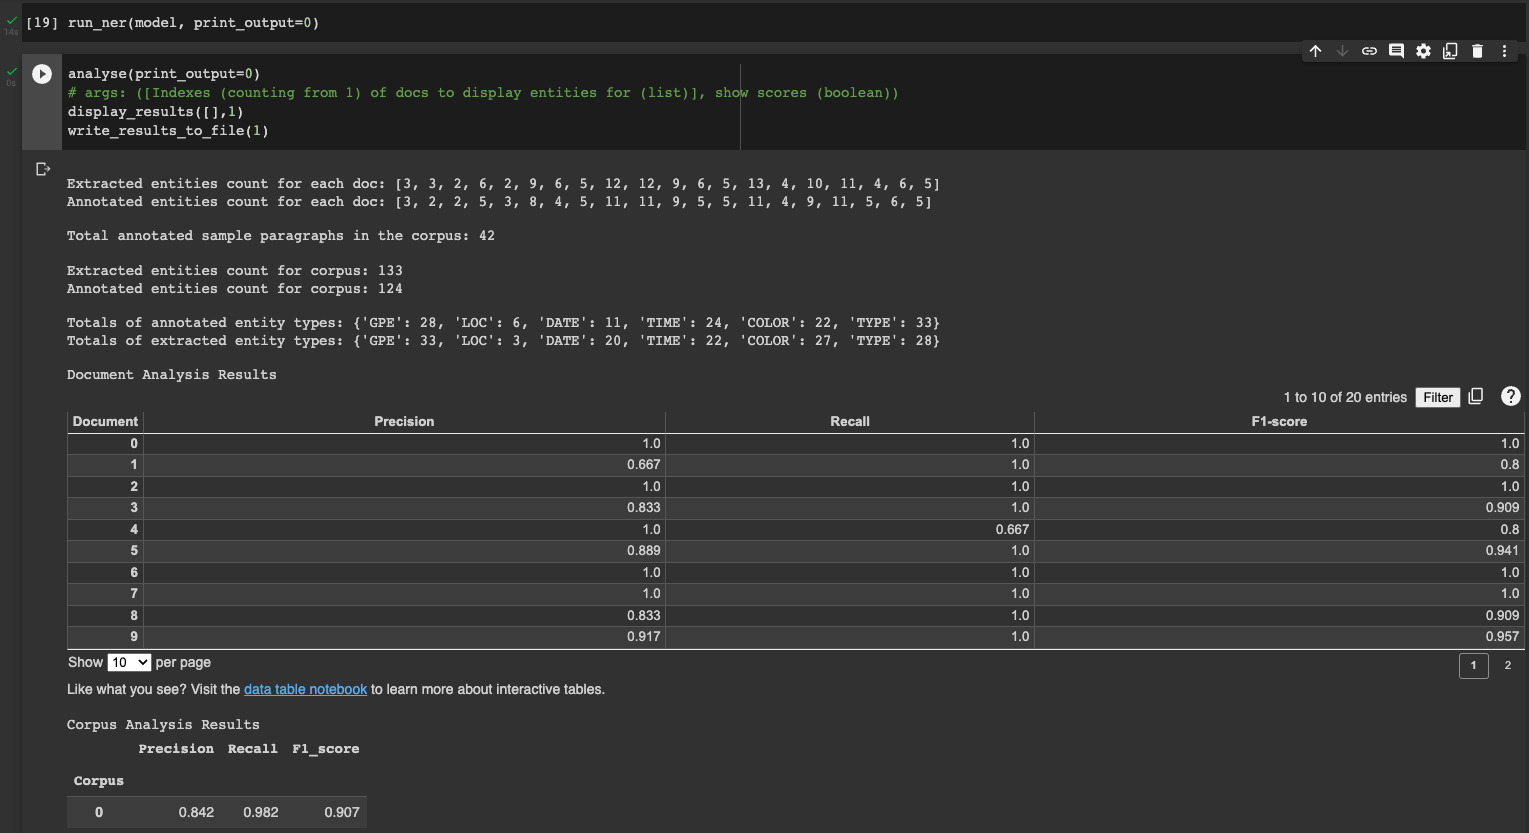 [19] run_ner(model, print_output=0)
14s
analyse(print_output=0)
0s
# args: ([Indexes (counting from 1) of docs to display entities for (list)], show scores (boolean))
display_results([],1)
write_results_to_file(1)
Extracted entities count for each doc: [3, 3, 2, 6, 2, 9, 6, 5, 12, 12, 9, 6, 5, 13, 4, 10, 11, 4, 6, 5]
Annotated entities count for each doc: [3, 2, 2, 5, 3, 8, 4, 5, 11, 11, 9, 5, 5, 11, 4, 9, 11, 5, 6, 5]
Total annotated sample paragraphs in the corpus: 42
Extracted entities count for corpus: 133
Annotated entities count for corpus: 124
Totals of annotated entity types: {'GPE': 28, 'LOC': 6, 'DATE': 11, 'TIME': 24, 'COLOR': 22, 'TYPE': 33}
Totals of extracted entity types: {'GPE': 33, 'LOC': 3, 'DATE': 20, 'TIME': 22, 'COLOR': 27, 'TYPE': 28}
Document Analysis Results
1 to 10 of 20 entries Filter ?
Document Precision Recall F1-score
0 1.0 1.0 1.0
1 0.667 1.0 0.8
2 1.0 1.0 1.0
3 0.833 1.0 0.909
4 1.0 0.667 0.8
5 0.889 1.0 0.941
6 1.0 1.0 1.0
7 1.0 1.0 1.0
8 0.833 1.0 0.909
9 0.917 1.0 0.957
Show 10 per page 1 2
Like what you see? Visit the data table notebook to learn more about interactive tables.
Corpus Analysis Results
Precision Recall F1_score
Corpus
0 0.842 0.982 0.907